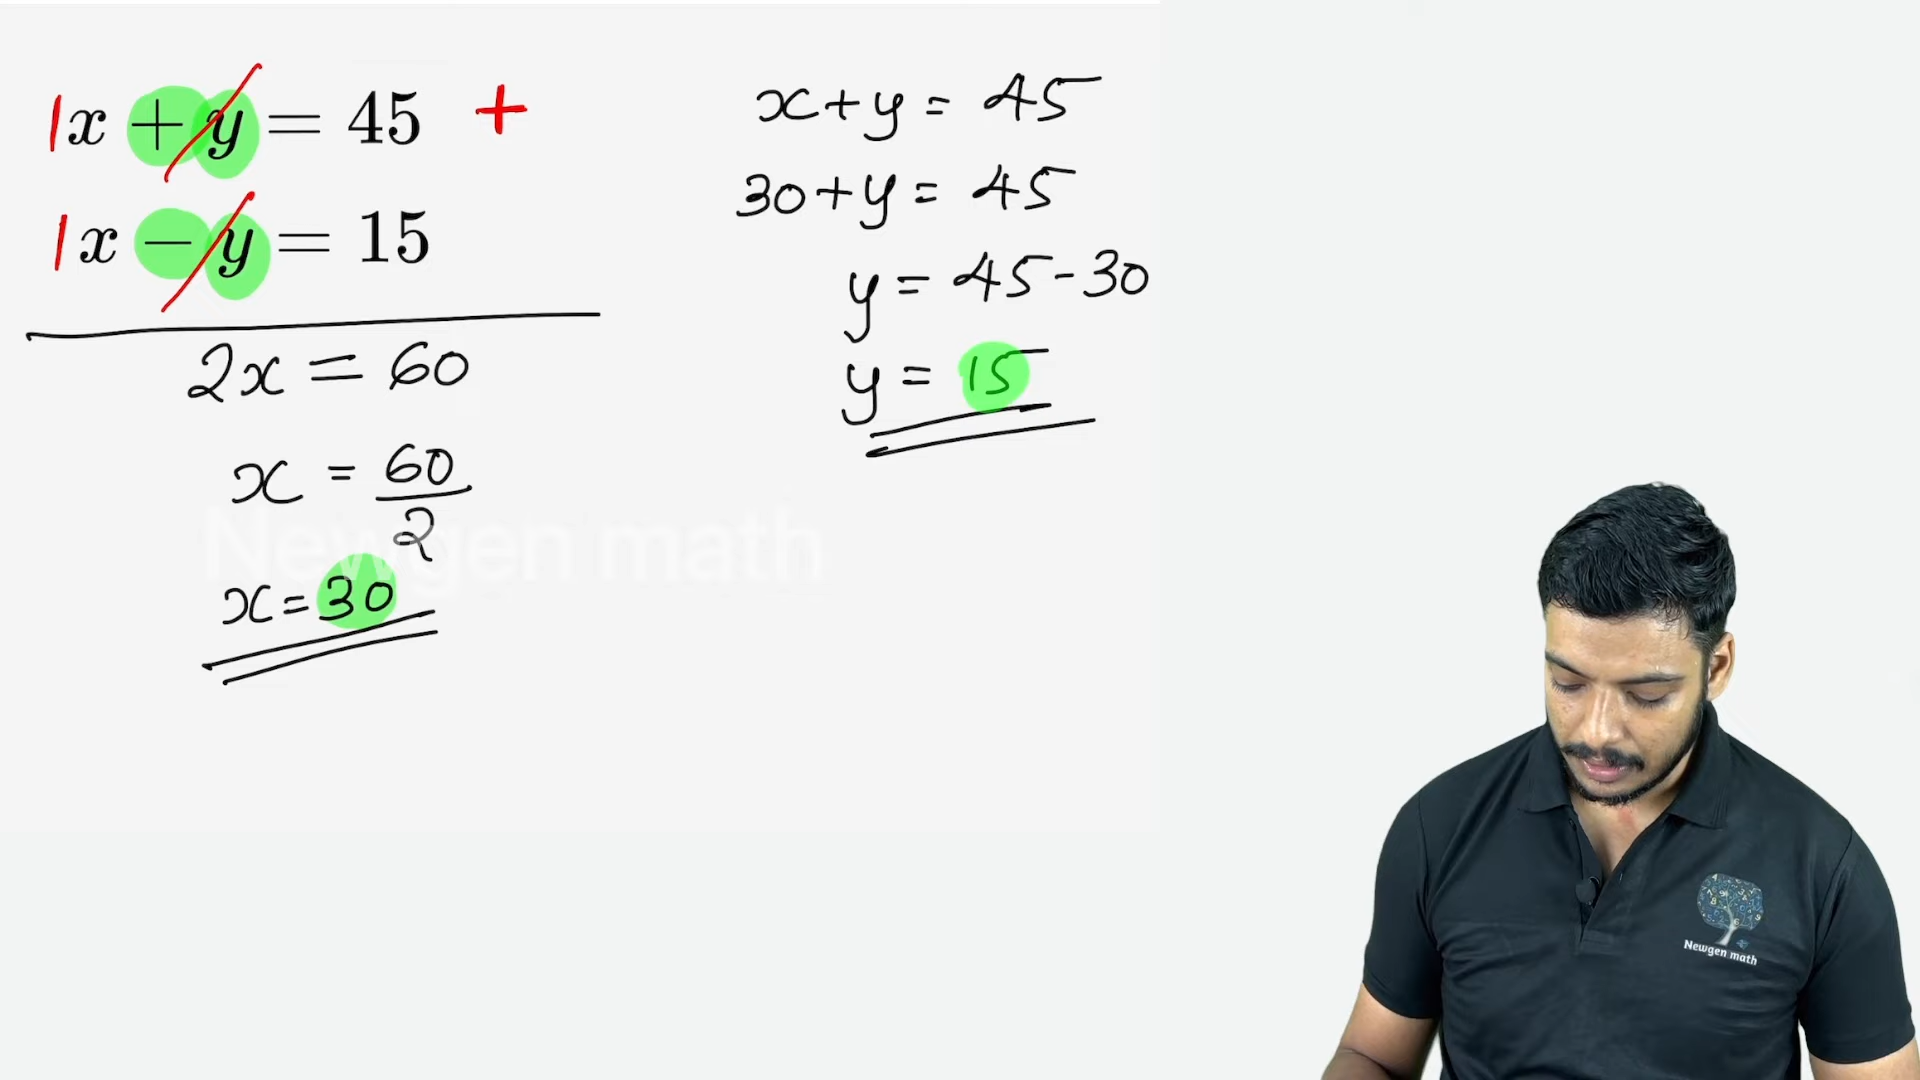 1x + y = 45 +
1x − y = 15
2x = 60
x = 60/2
x = 30
x + y = 45
30 + y = 45
y = 45 - 30
y = 15
Newgen math
Newgen math